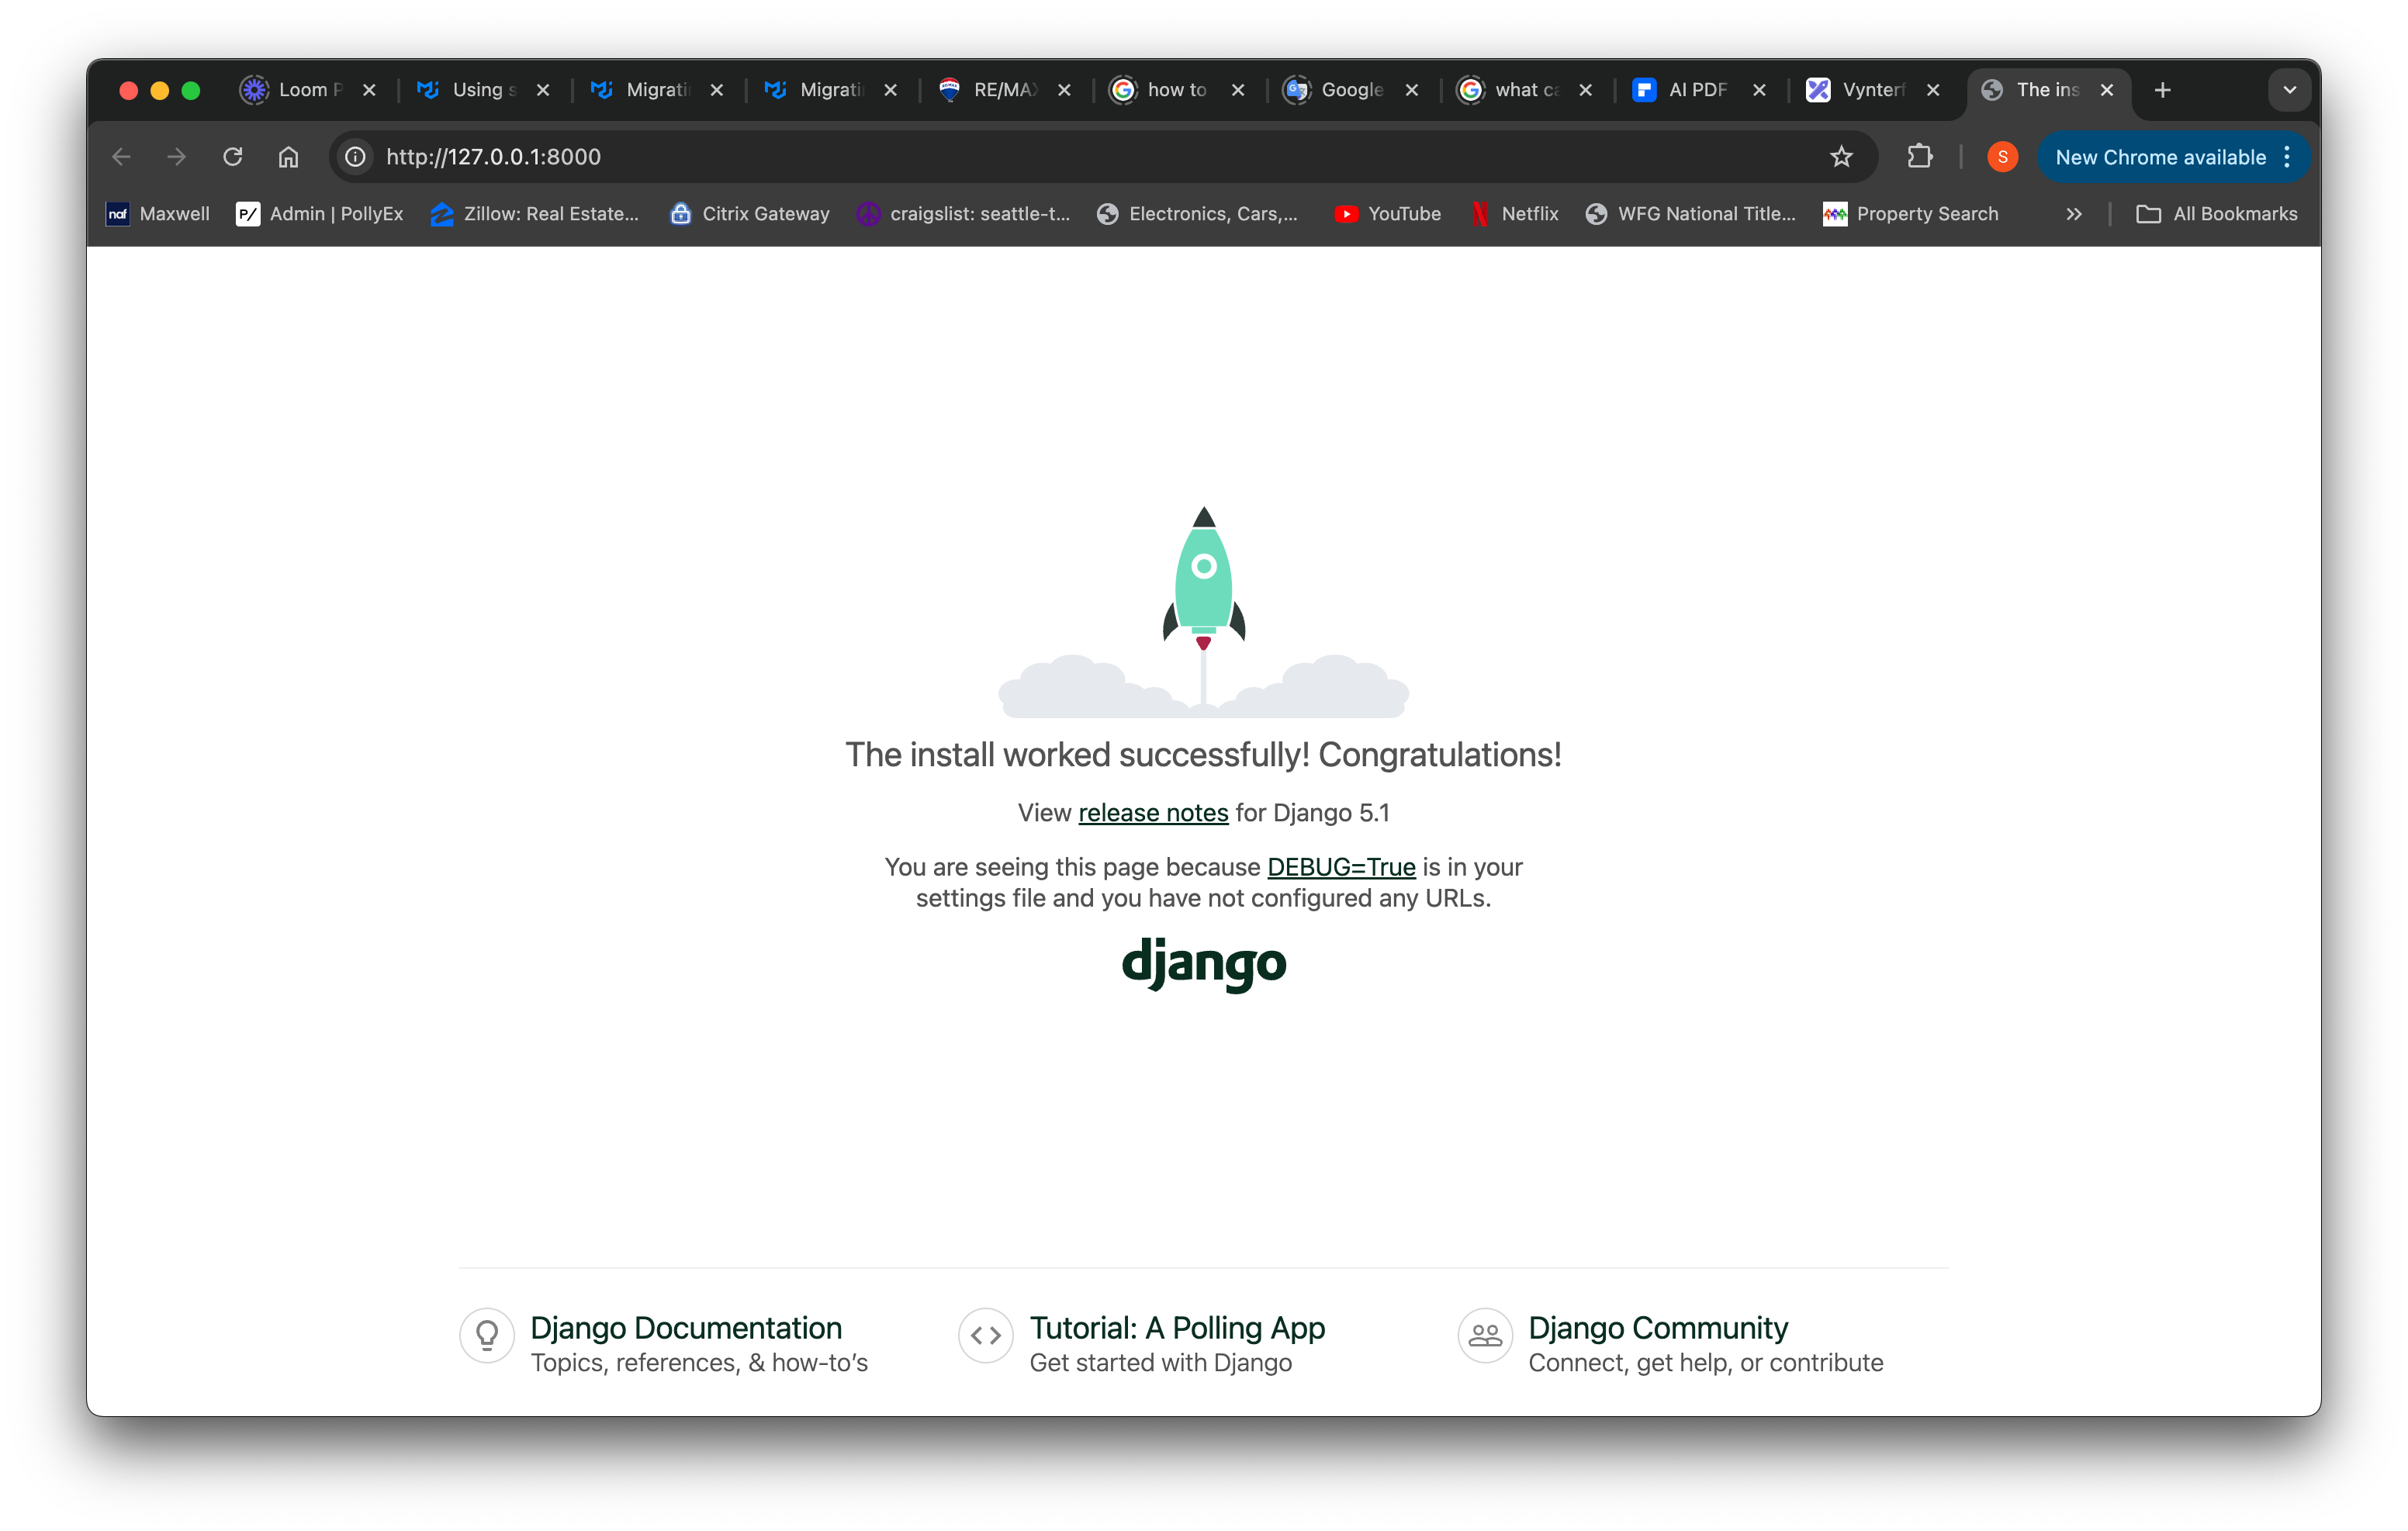 Loom P
Using s
Migrati
Migrati
RE/MAX
how to
Google
what ca
AI PDF
Vynterf
The ins
http://127.0.0.1:8000
S
New Chrome available
naf Maxwell
P/ Admin | PollyEx
Zillow: Real Estate...
Citrix Gateway
craigslist: seattle-t...
Electronics, Cars,...
YouTube
Netflix
WFG National Title...
Property Search
All Bookmarks
The install worked successfully! Congratulations!
View release notes for Django 5.1
You are seeing this page because DEBUG=True is in your
settings file and you have not configured any URLs.
django
Django Documentation
Topics, references, & how-to’s
Tutorial: A Polling App
Get started with Django
Django Community
Connect, get help, or contribute